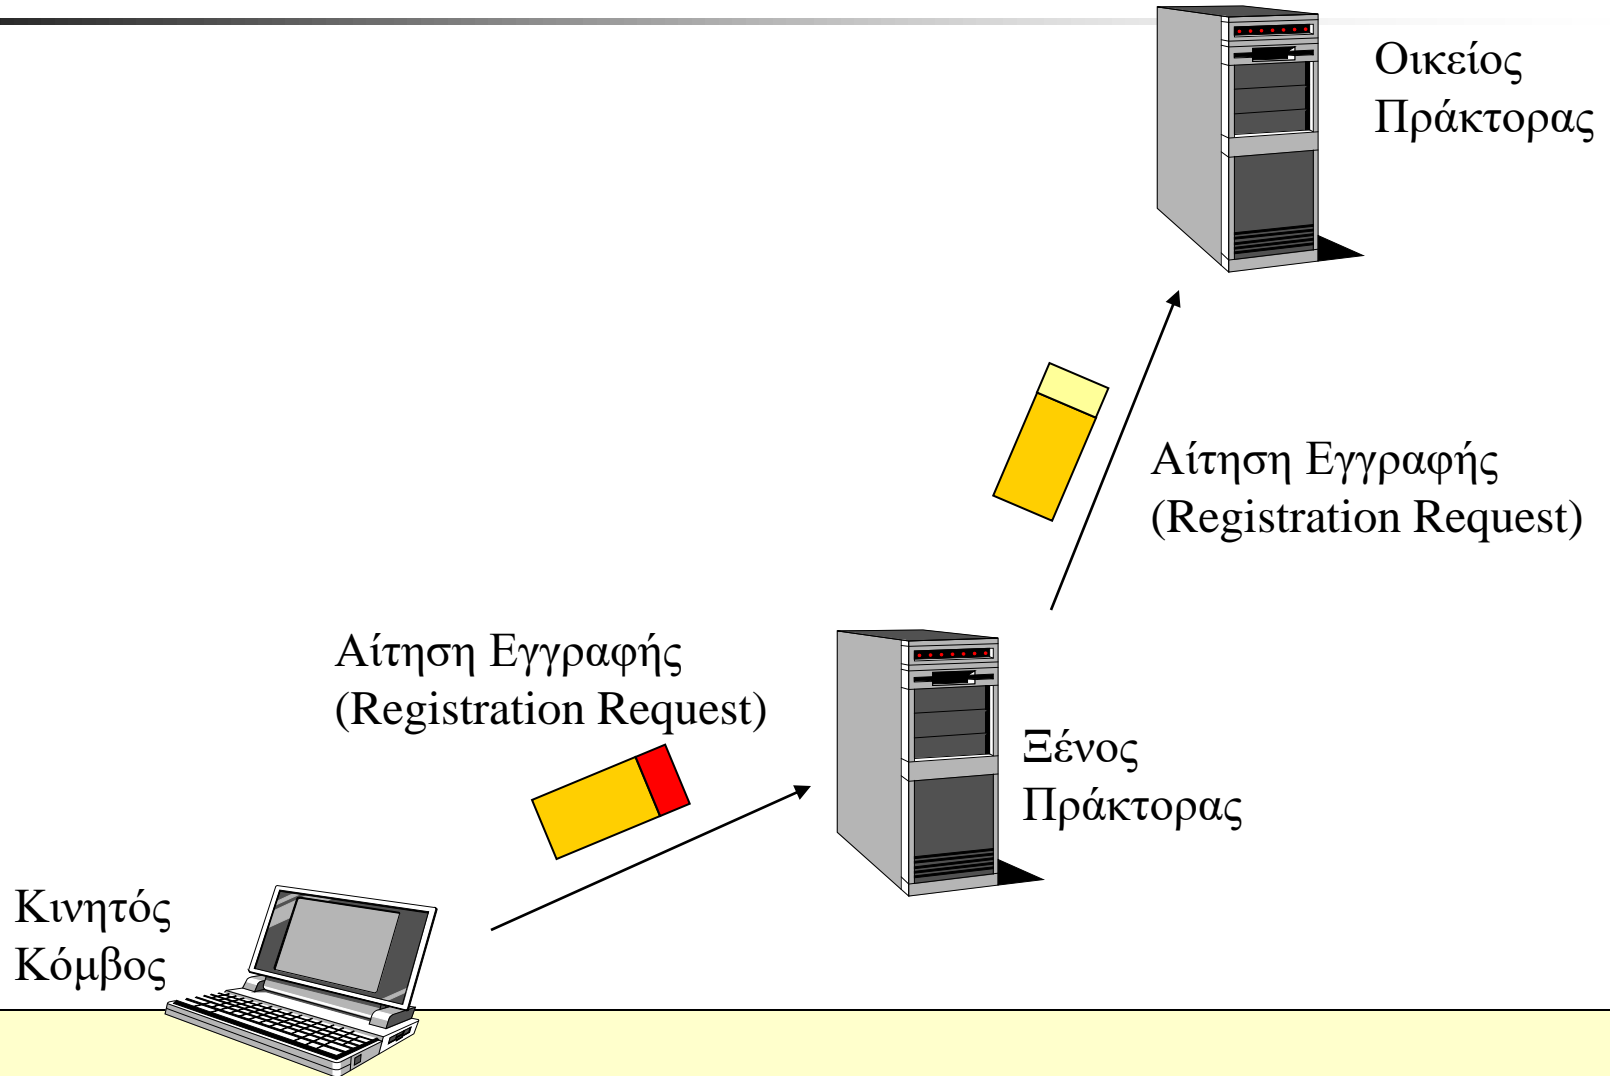 Οικείος
Πράκτορας
Αίτηση Εγγραφής
(Registration Request)
Αίτηση Εγγραφής
(Registration Request)
Ξένος
Πράκτορας
Κινητός
Κόμβος